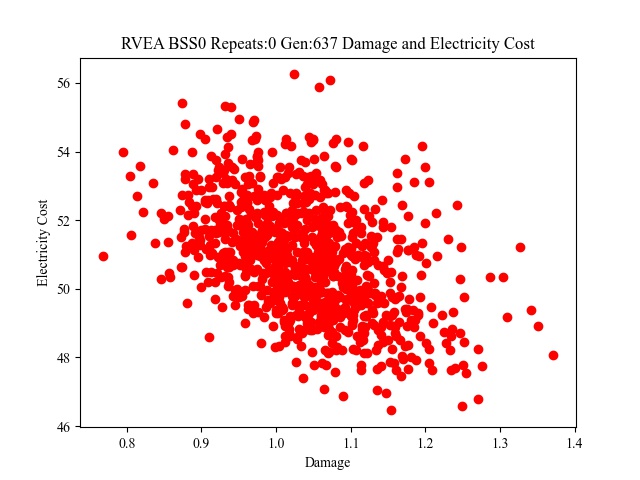 RVEA BSS0 Repeats:0 Gen:637 Damage and Electricity Cost
Electricity Cost
56
54
52
50
48
46
0.8 0.9 1.0 1.1 1.2 1.3 1.4
Damage